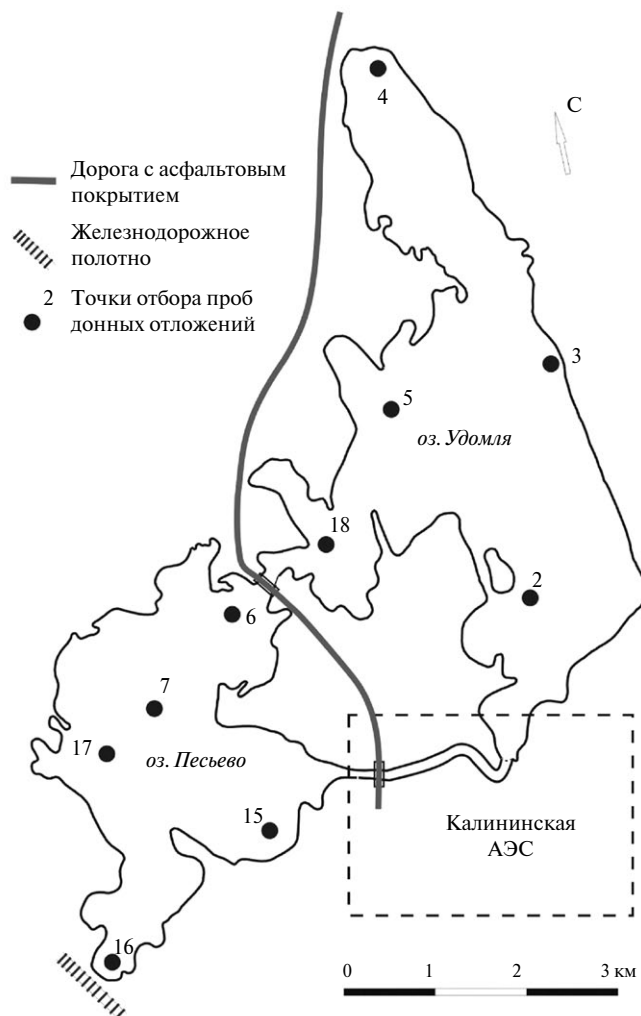 4
С
Дорога с асфальтовым
покрытием
Железнодорожное
полотно
2 Точки отбора проб
донных отложений
3
5
оз. Удомля
18
2
6
7
17
оз. Песьево
15
Калининская
АЭС
16
0 1 2 3 км